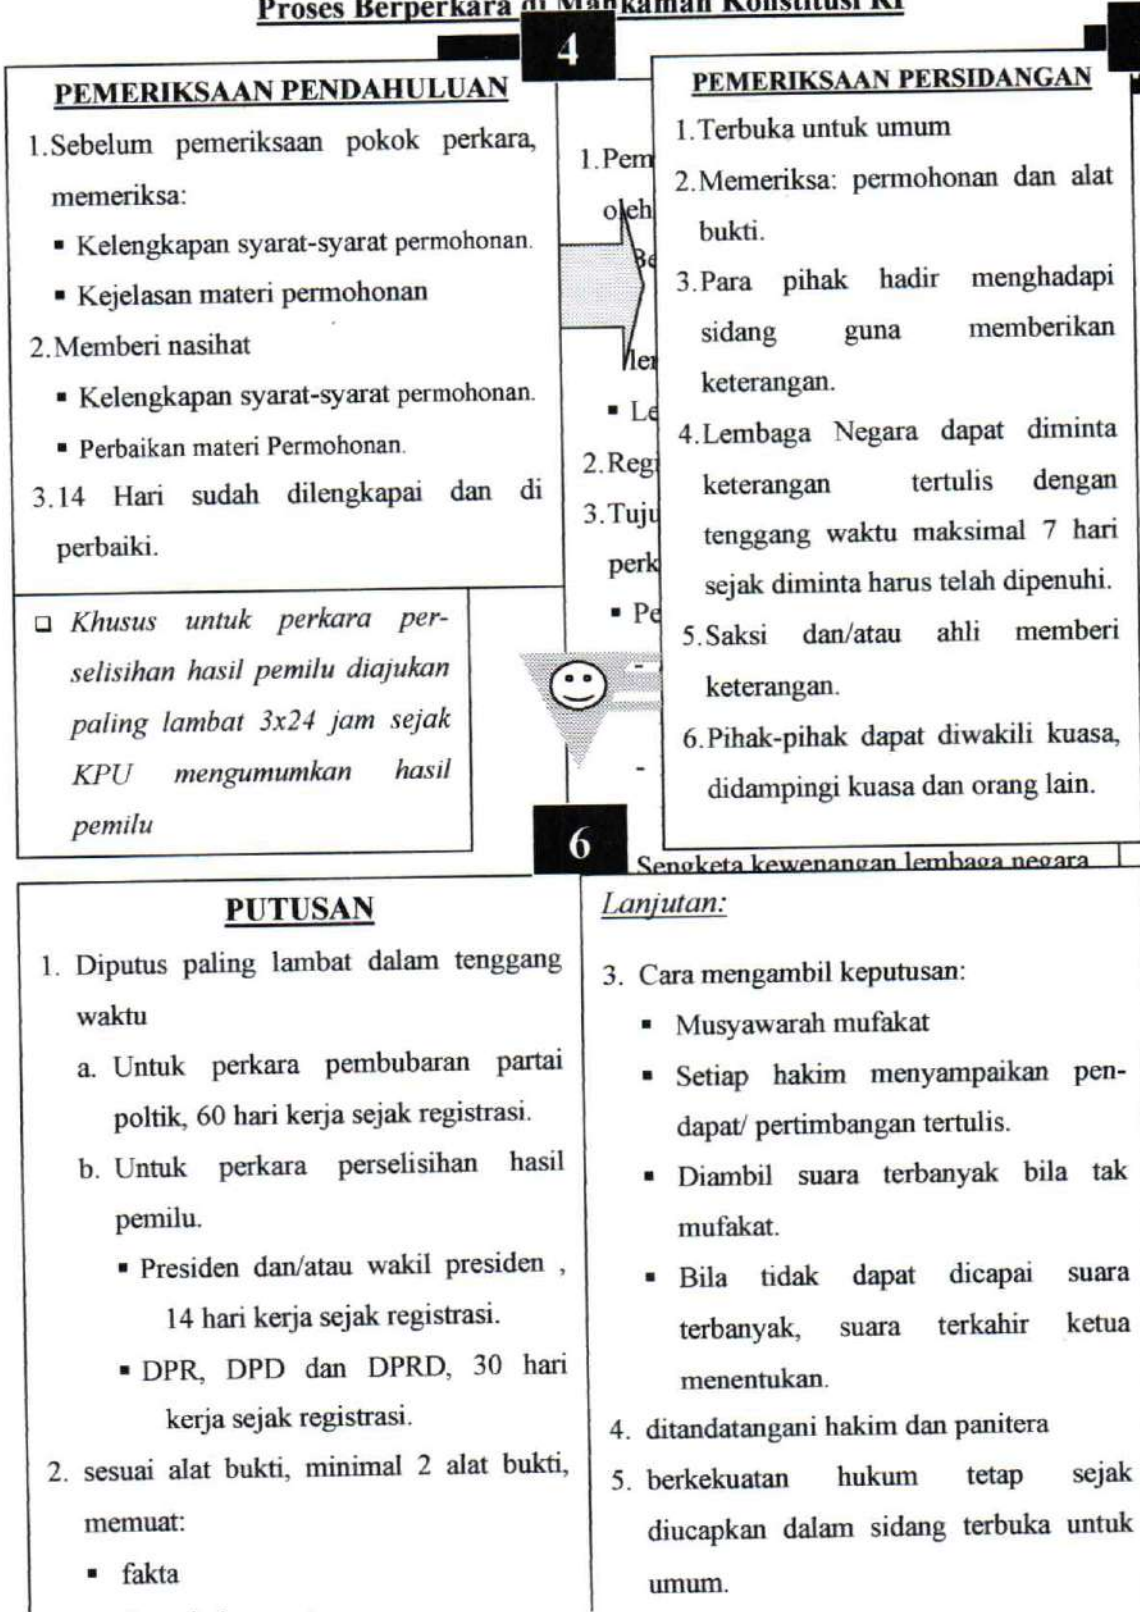 Proses Berperkara di Mahkamah Konstitusi RI
4
PEMERIKSAAN PENDAHULUAN
1.Sebelum pemeriksaan pokok perkara,
memeriksa:
▪ Kelengkapan syarat-syarat permohonan.
▪ Kejelasan materi permohonan
2.Memberi nasihat
▪ Kelengkapan syarat-syarat permohonan.
▪ Perbaikan materi Permohonan.
3.14 Hari sudah dilengkapai dan di
perbaiki.
❑ Khusus untuk perkara per-
selisihan hasil pemilu diajukan
paling lambat 3x24 jam sejak
KPU mengumumkan hasil
pemilu
1.Pem
oleh
Be
▪ Le
2.Regi
3.Tuju
perk
▪ Pe
-
-
PEMERIKSAAN PERSIDANGAN
1.Terbuka untuk umum
2.Memeriksa: permohonan dan alat
bukti.
3.Para pihak hadir menghadapi
sidang guna memberikan
keterangan.
4.Lembaga Negara dapat diminta
keterangan tertulis dengan
tenggang waktu maksimal 7 hari
sejak diminta harus telah dipenuhi.
5.Saksi dan/atau ahli memberi
keterangan.
6.Pihak-pihak dapat diwakili kuasa,
didampingi kuasa dan orang lain.
Sengketa kewenangan lembaga negara
6
PUTUSAN
1. Diputus paling lambat dalam tenggang
waktu
a. Untuk perkara pembubaran partai
poltik, 60 hari kerja sejak registrasi.
b. Untuk perkara perselisihan hasil
pemilu.
▪ Presiden dan/atau wakil presiden ,
14 hari kerja sejak registrasi.
▪ DPR, DPD dan DPRD, 30 hari
kerja sejak registrasi.
2. sesuai alat bukti, minimal 2 alat bukti,
memuat:
▪ fakta
Lanjutan:
3. Cara mengambil keputusan:
▪ Musyawarah mufakat
▪ Setiap hakim menyampaikan pen-
dapat/ pertimbangan tertulis.
▪ Diambil suara terbanyak bila tak
mufakat.
▪ Bila tidak dapat dicapai suara
terbanyak, suara terkahir ketua
menentukan.
4. ditandatangani hakim dan panitera
5. berkekuatan hukum tetap sejak
diucapkan dalam sidang terbuka untuk
umum.